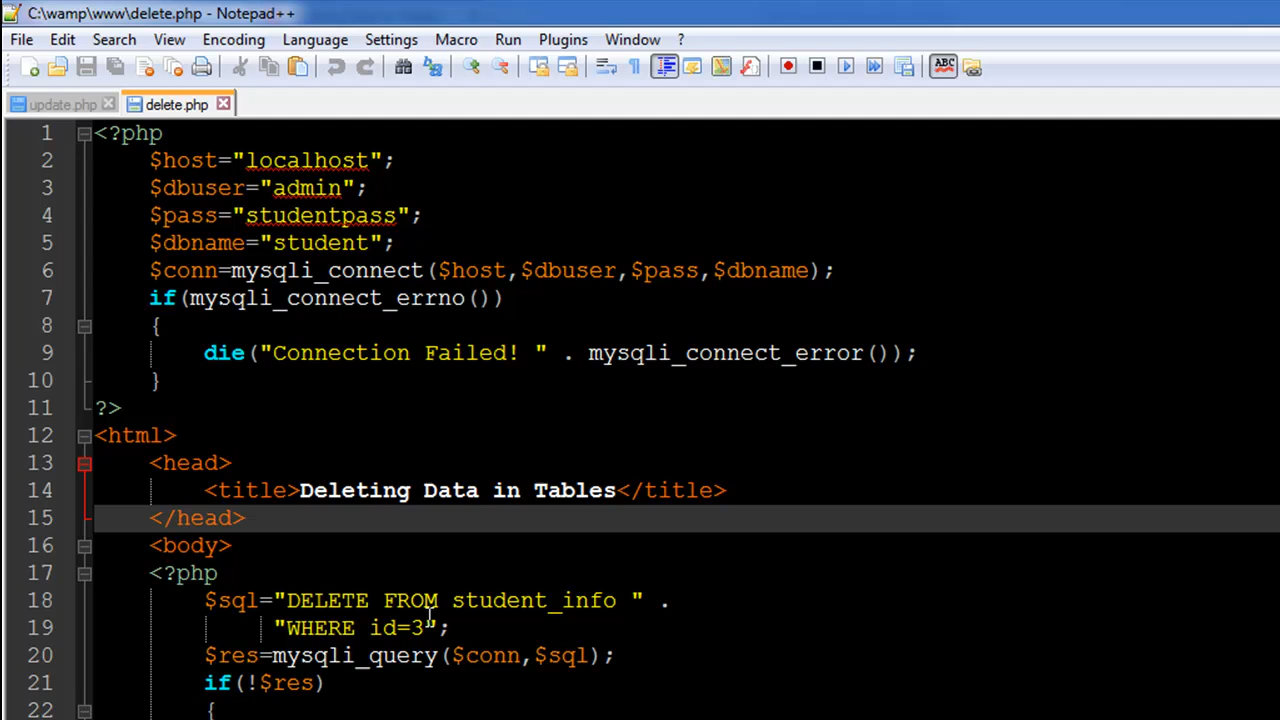 C:\wamp\www\delete.php - Notepad++
File Edit Search View Encoding Language Settings Macro Run Plugins Window ?
ABC
update.php delete.php
1 <?php
2 $host="localhost";
3 $dbuser="admin";
4 $pass="studentpass";
5 $dbname="student";
6 $conn=mysqli_connect($host,$dbuser,$pass,$dbname);
7 if(mysqli_connect_errno())
8 {
9 die("Connection Failed! " . mysqli_connect_error());
10 }
11 ?>
12 <html>
13 <head>
14 <title>Deleting Data in Tables</title>
15 </head>
16 <body>
17 <?php
18 $sql="DELETE FROM student_info " .
19 "WHERE id=3";
20 $res=mysqli_query($conn,$sql);
21 if(!$res)
22 {